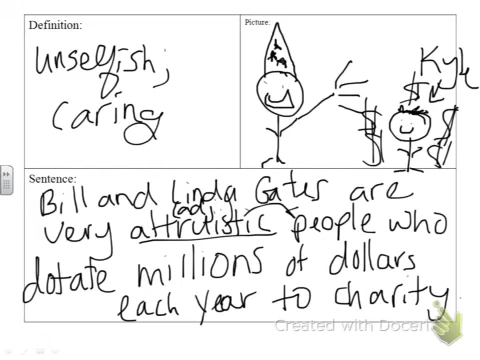 Definition:
unselfish;
caring
Picture:
Kyle
$ $ $ $
Sentence:
Bill and Linda Gates are
(adj.)
very altruistic people who
dotate millions of dollars
each year to charity.
Created with Doceri